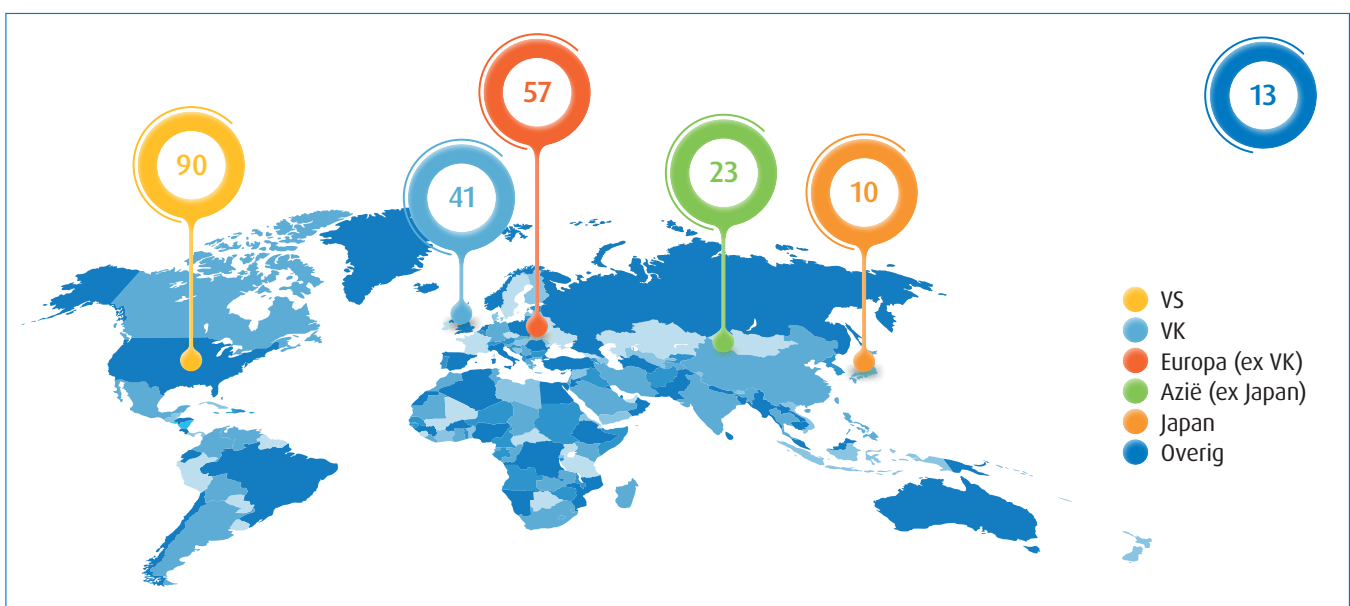 57
13
90
23
10
41
VS
VK
Europa (ex VK)
Azië (ex Japan)
Japan
Overig